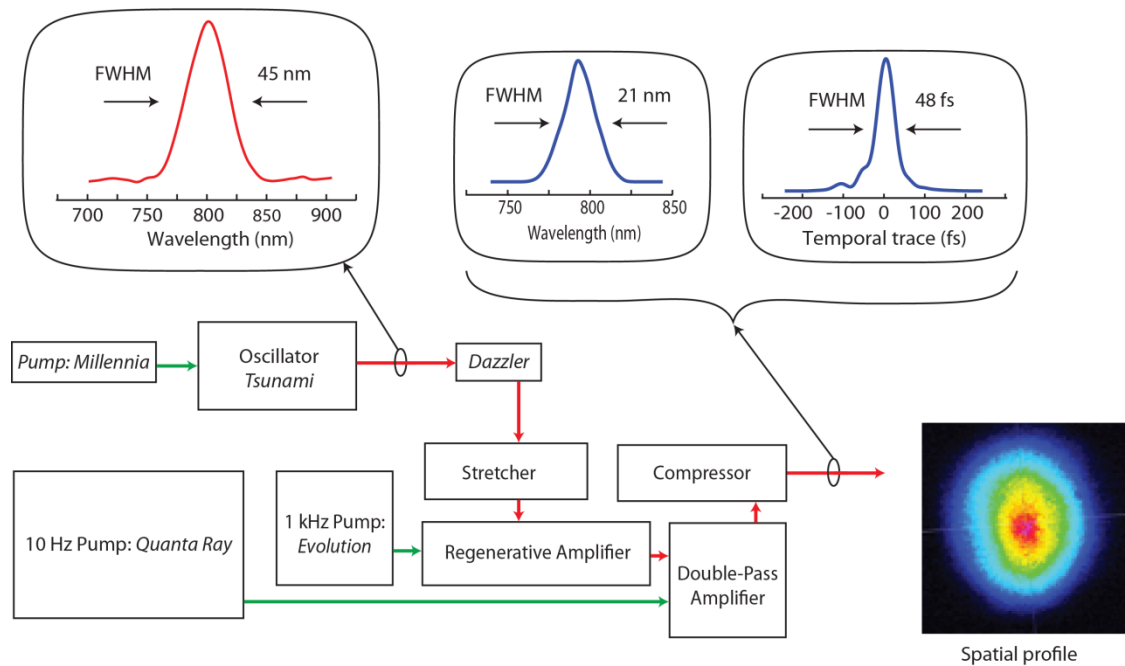 FWHM
45 nm
700 750 800 850 900
Wavelength (nm)
FWHM
21 nm
750 800 850
Wavelength (nm)
FWHM
48 fs
-200 -100 0 100 200
Temporal trace (fs)
Pump: Millennia
Oscillator
Tsunami
Dazzler
Stretcher
Compressor
10 Hz Pump: Quanta Ray
1 kHz Pump:
Evolution
Regenerative Amplifier
Double-Pass
Amplifier
Spatial profile